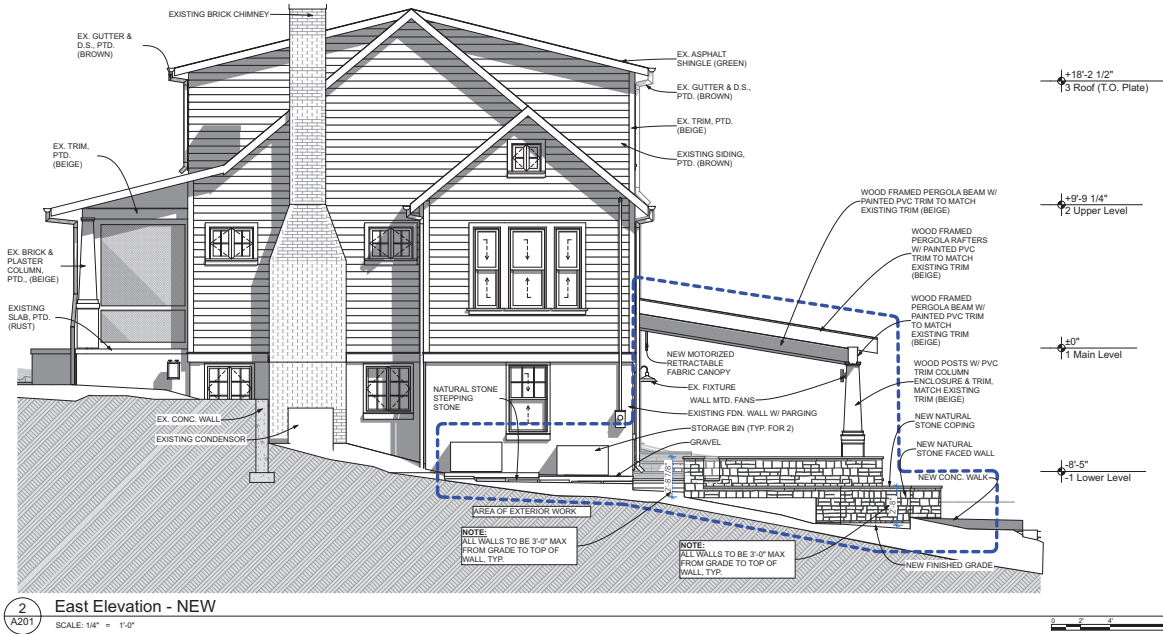 EXISTING BRICK CHIMNEY
EX. GUTTER &
D.S., PTD.
(BROWN)
EX. TRIM,
PTD.
(BEIGE)
EX. BRICK &
PLASTER
COLUMN,
PTD., (BEIGE)
EXISTING
SLAB, PTD.
(RUST)
EX. CONC. WALL
EXISTING CONDENSOR
EX. ASPHALT
SHINGLE (GREEN)
EX. GUTTER & D.S.,
PTD. (BROWN)
EX. TRIM, PTD.
(BEIGE)
EXISTING SIDING,
PTD. (BROWN)
WOOD FRAMED PERGOLA BEAM W/
PAINTED PVC TRIM TO MATCH
EXISTING TRIM (BEIGE)
WOOD FRAMED
PERGOLA RAFTERS
W/ PAINTED PVC
TRIM TO MATCH
EXISTING TRIM
(BEIGE)
WOOD FRAMED
PERGOLA BEAM W/
PAINTED PVC TRIM
TO MATCH
EXISTING TRIM
(BEIGE)
WOOD POSTS W/ PVC
TRIM COLUMN
ENCLOSURE & TRIM,
MATCH EXISTING
TRIM (BEIGE)
NEW NATURAL
STONE COPING
NEW NATURAL
STONE FACED WALL
NEW CONC. WALK
NEW MOTORIZED
RETRACTABLE
FABRIC CANOPY
EX. FIXTURE
WALL MTD. FANS
EXISTING FDN. WALL W/ PARGING
STORAGE BIN (TYP. FOR 2)
GRAVEL
NATURAL STONE
STEPPING
STONE
2'-8 7/8"
2'-8"
AREA OF EXTERIOR WORK
NOTE:
ALL WALLS TO BE 3'-0" MAX
FROM GRADE TO TOP OF
WALL, TYP.
NOTE:
ALL WALLS TO BE 3'-0" MAX
FROM GRADE TO TOP OF
WALL, TYP.
NEW FINISHED GRADE
+18'-2 1/2"
3 Roof (T.O. Plate)
+9'-9 1/4"
2 Upper Level
±0"
1 Main Level
-8'-5"
-1 Lower Level
2
A201
East Elevation - NEW
SCALE: 1/4" = 1'-0"
0 2' 4'